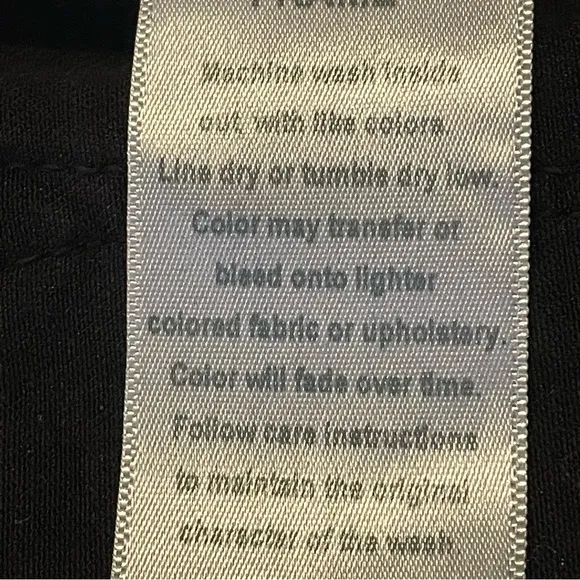 Machine wash inside
out with like colors.
Line dry or tumble dry low.
Color may transfer or
bleed onto lighter
colored fabric or upholstery.
Color will fade over time.
Follow care instructions
to maintain the original
character of the wash